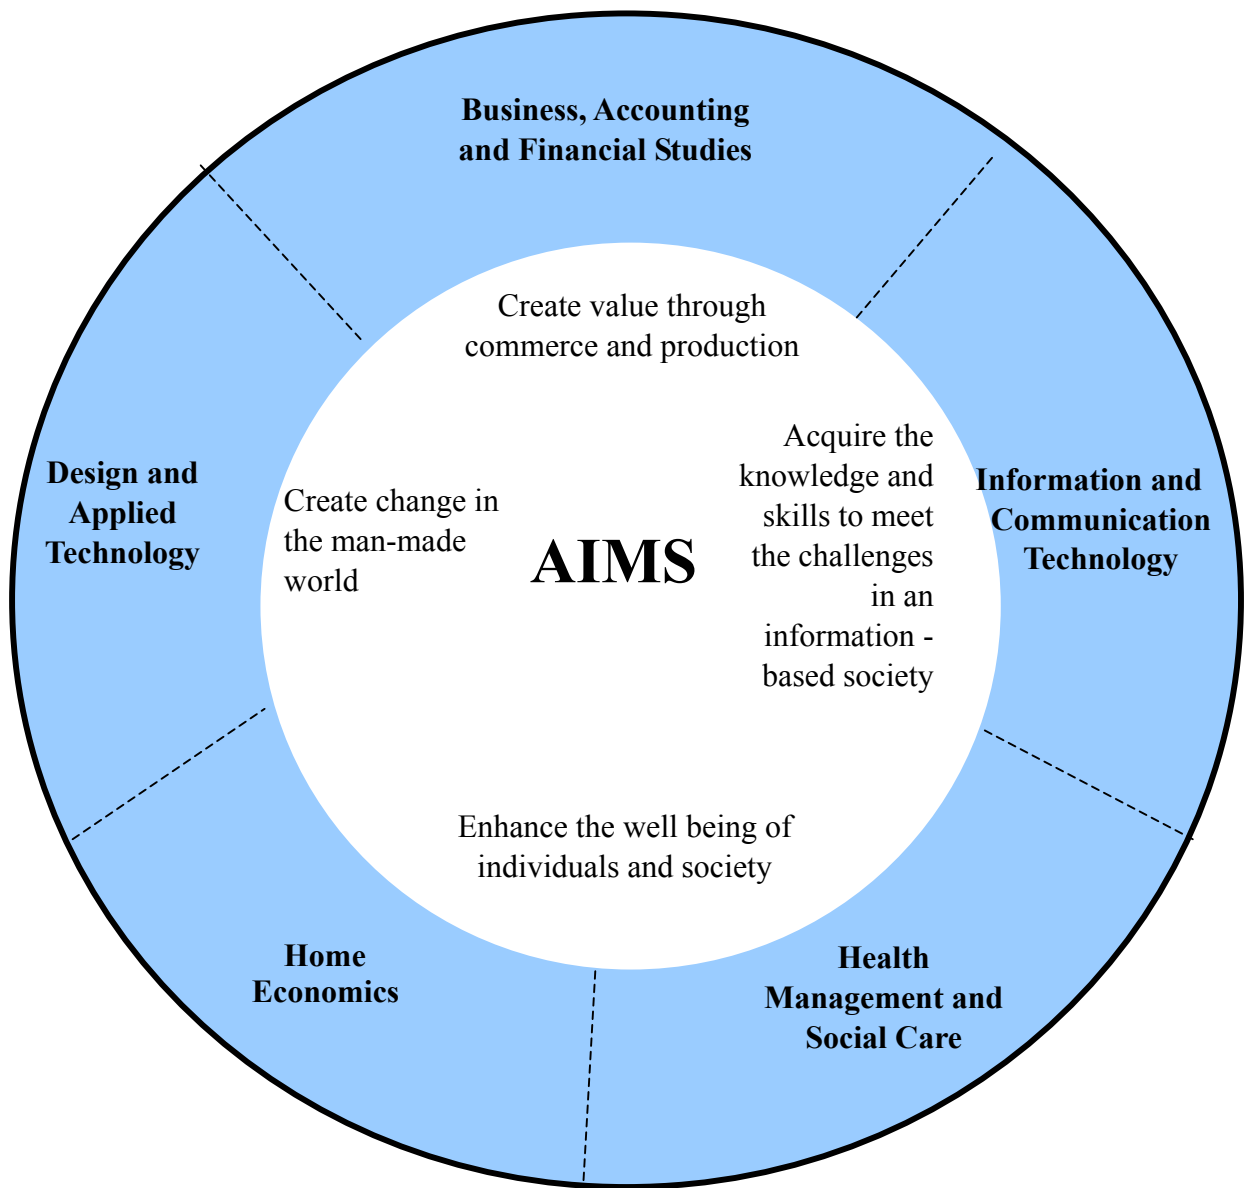 Business, Accounting
and Financial Studies
Create value through
commerce and production
Design and
Applied
Technology
Create change in
the man-made
world
AIMS
Acquire the
knowledge and
skills to meet
the challenges
in an
information -
based society
Information and
Communication
Technology
Enhance the well being of
individuals and society
Home
Economics
Health
Management and
Social Care